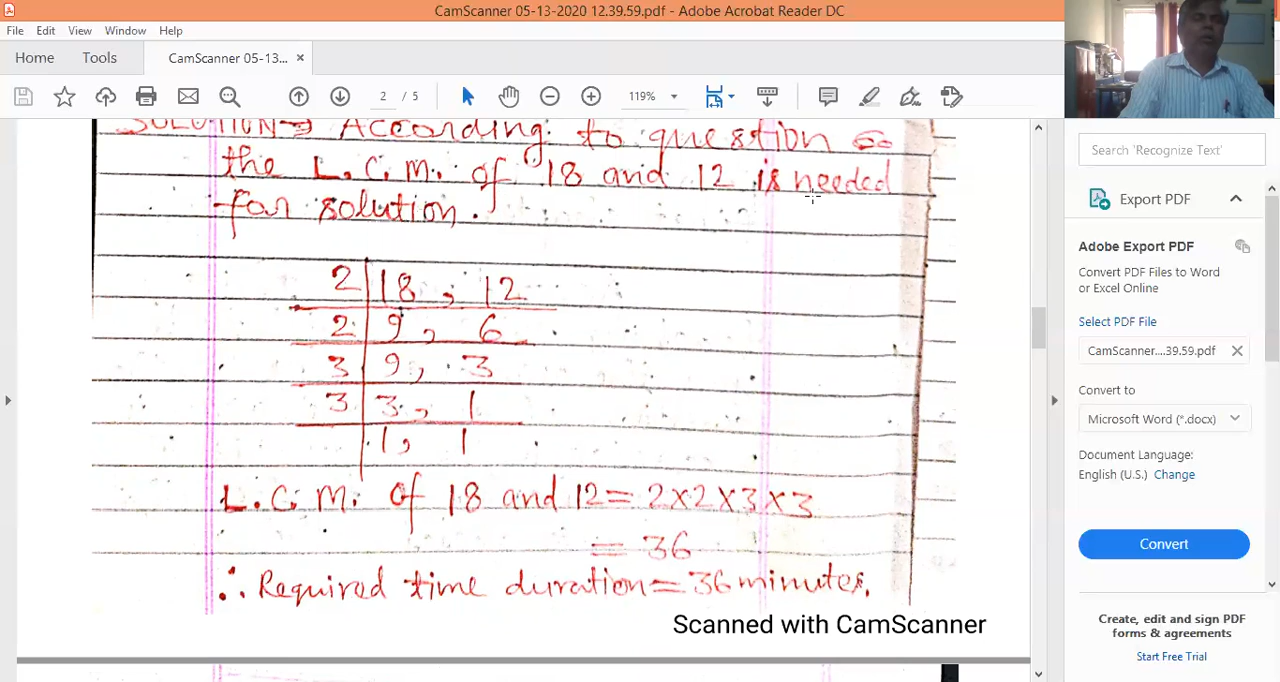 CamScanner 05-13-2020 12.39.59.pdf - Adobe Acrobat Reader DC
File Edit View Window Help
Home Tools CamScanner 05-13... ×
2 / 5 119%
SOLUTION → According to question
the L.C.M. of 18 and 12 is needed
for solution.
2 | 18, 12
2 | 9, 6
3 | 9, 3
3 | 3, 1
1, 1
L.C.M. of 18 and 12 = 2×2×3×3
= 36
∴ Required time duration = 36 minutes.
Scanned with CamScanner
Search 'Recognize Text'
Export PDF
Adobe Export PDF
Convert PDF Files to Word
or Excel Online
Select PDF File
CamScanner....39.59.pdf
Convert to
Microsoft Word (*.docx)
Document Language:
English (U.S.) Change
Convert
Create, edit and sign PDF
forms & agreements
Start Free Trial